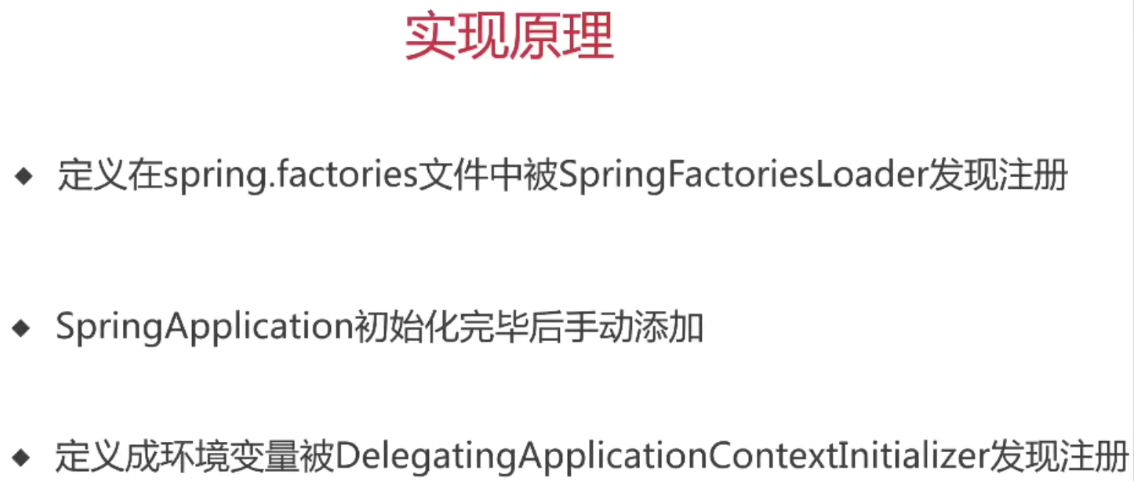 实现原理
定义在spring.factories文件中被SpringFactoriesLoader发现注册
SpringApplication初始化完毕后手动添加
定义成环境变量被DelegatingApplicationContextInitializer发现注册